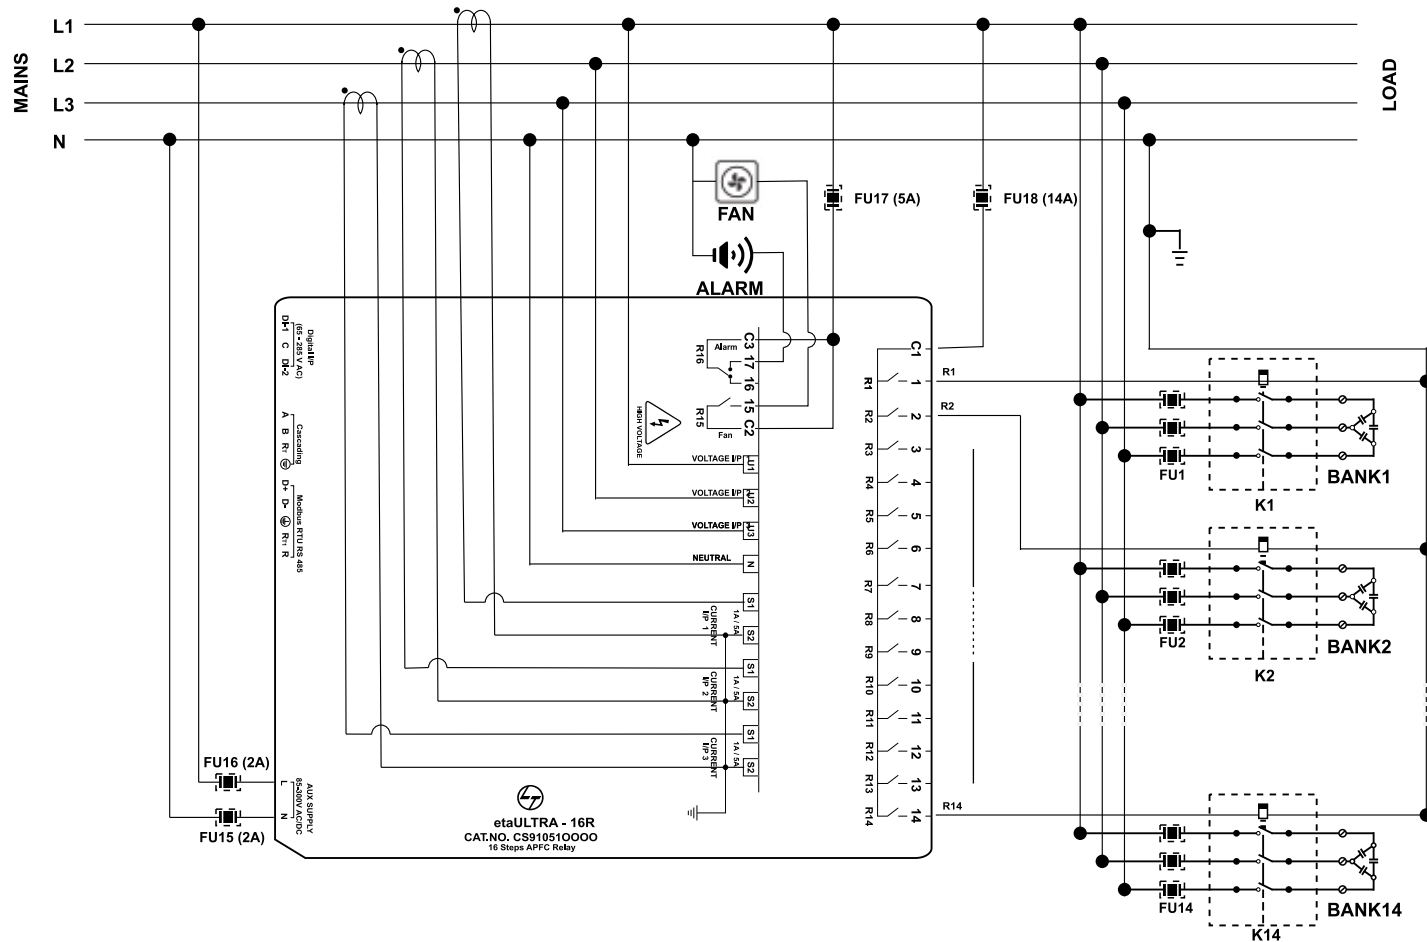 MAINS
L1
L2
L3
N
LOAD
FAN
ALARM
FU17 (5A)
FU18 (14A)
DI-1
C
DI-2
Digital I/P
(65 - 285 V AC)
A
B
RT
Cascading
D+
D-
RT1
R
Modbus RTU RS 485
L
N
AUX SUPPLY
85-300V AC/DC
FU16 (2A)
FU15 (2A)
HIGH VOLTAGE
R16
Alarm
C3
17
16
R15
Fan
15
C2
VOLTAGE I/P
U1
VOLTAGE I/P
U2
VOLTAGE I/P
U3
NEUTRAL
N
CURRENT
I/P 1
1A / 5A
S1
S2
CURRENT
I/P 2
1A / 5A
S1
S2
CURRENT
I/P 3
1A / 5A
S1
S2
etaULTRA - 16R
CAT.NO. CS91051OOOO
16 Steps APFC Relay
C1
R1
1
R1
R2
2
R2
R3
3
R4
4
R5
5
R6
6
R7
7
R8
8
R9
9
R10
10
R11
11
R12
12
R13
13
R14
14
R14
FU1
K1
BANK1
FU2
K2
BANK2
FU14
K14
BANK14